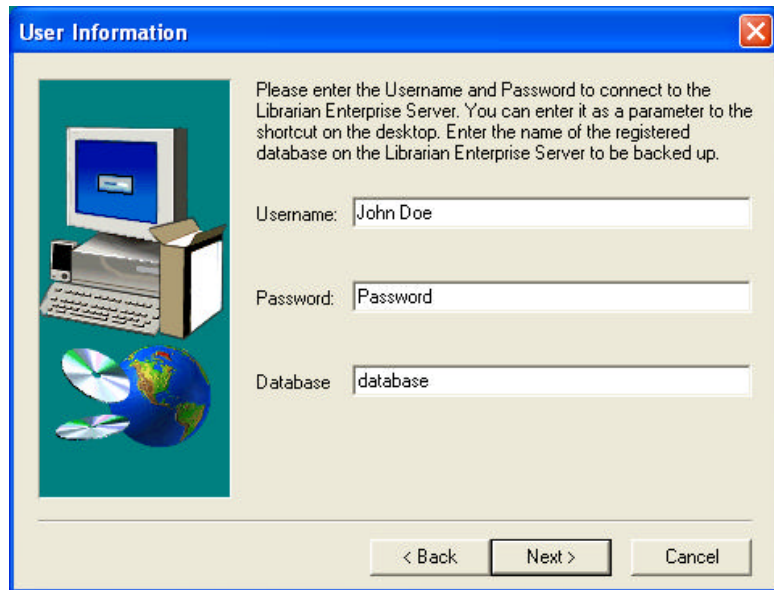 User Information
Please enter the Username and Password to connect to the
Librarian Enterprise Server. You can enter it as a parameter to the
shortcut on the desktop. Enter the name of the registered
database on the Librarian Enterprise Server to be backed up.
Username: John Doe
Password: Password
Database database
< Back Next > Cancel